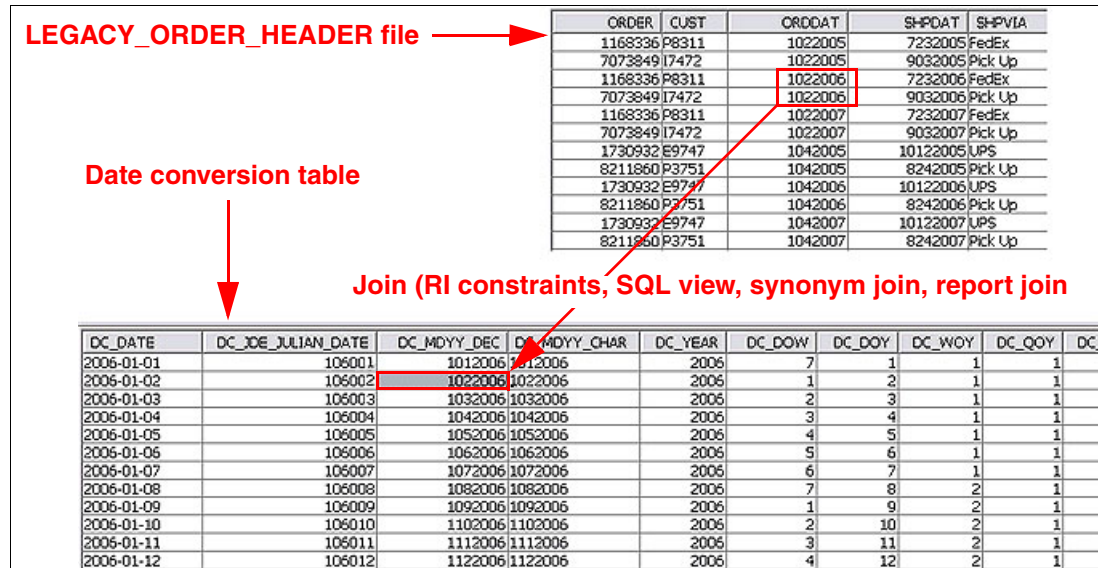 LEGACY_ORDER_HEADER file
ORDER CUST ORDDAT SHPDAT SHPVIA
1168336 P8311 1022005 7232005 FedEx
7073849 I7472 1022005 9032005 Pick Up
1168336 P8311 1022006 7232006 FedEx
7073849 I7472 1022006 9032006 Pick Up
1168336 P8311 1022007 7232007 FedEx
7073849 I7472 1022007 9032007 Pick Up
1730932 E9747 1042005 10122005 UPS
8211860 P3751 1042005 8242005 Pick Up
1730932 E9747 1042006 10122006 UPS
8211860 P3751 1042006 8242006 Pick Up
1730932 E9747 1042007 10122007 UPS
8211860 P3751 1042007 8242007 Pick Up
Date conversion table
Join (RI constraints, SQL view, synonym join, report join
DC_DATE DC_JDE_JULIAN_DATE DC_MDYY_DEC DC_MDYY_CHAR DC_YEAR DC_DOW DC_DOY DC_WOY DC_QOY DC_
2006-01-01 106001 1012006 1012006 2006 7 1 1 1
2006-01-02 106002 1022006 1022006 2006 1 2 1 1
2006-01-03 106003 1032006 1032006 2006 2 3 1 1
2006-01-04 106004 1042006 1042006 2006 3 4 1 1
2006-01-05 106005 1052006 1052006 2006 4 5 1 1
2006-01-06 106006 1062006 1062006 2006 5 6 1 1
2006-01-07 106007 1072006 1072006 2006 6 7 1 1
2006-01-08 106008 1082006 1082006 2006 7 8 2 1
2006-01-09 106009 1092006 1092006 2006 1 9 2 1
2006-01-10 106010 1102006 1102006 2006 2 10 2 1
2006-01-11 106011 1112006 1112006 2006 3 11 2 1
2006-01-12 106012 1122006 1122006 2006 4 12 2 1